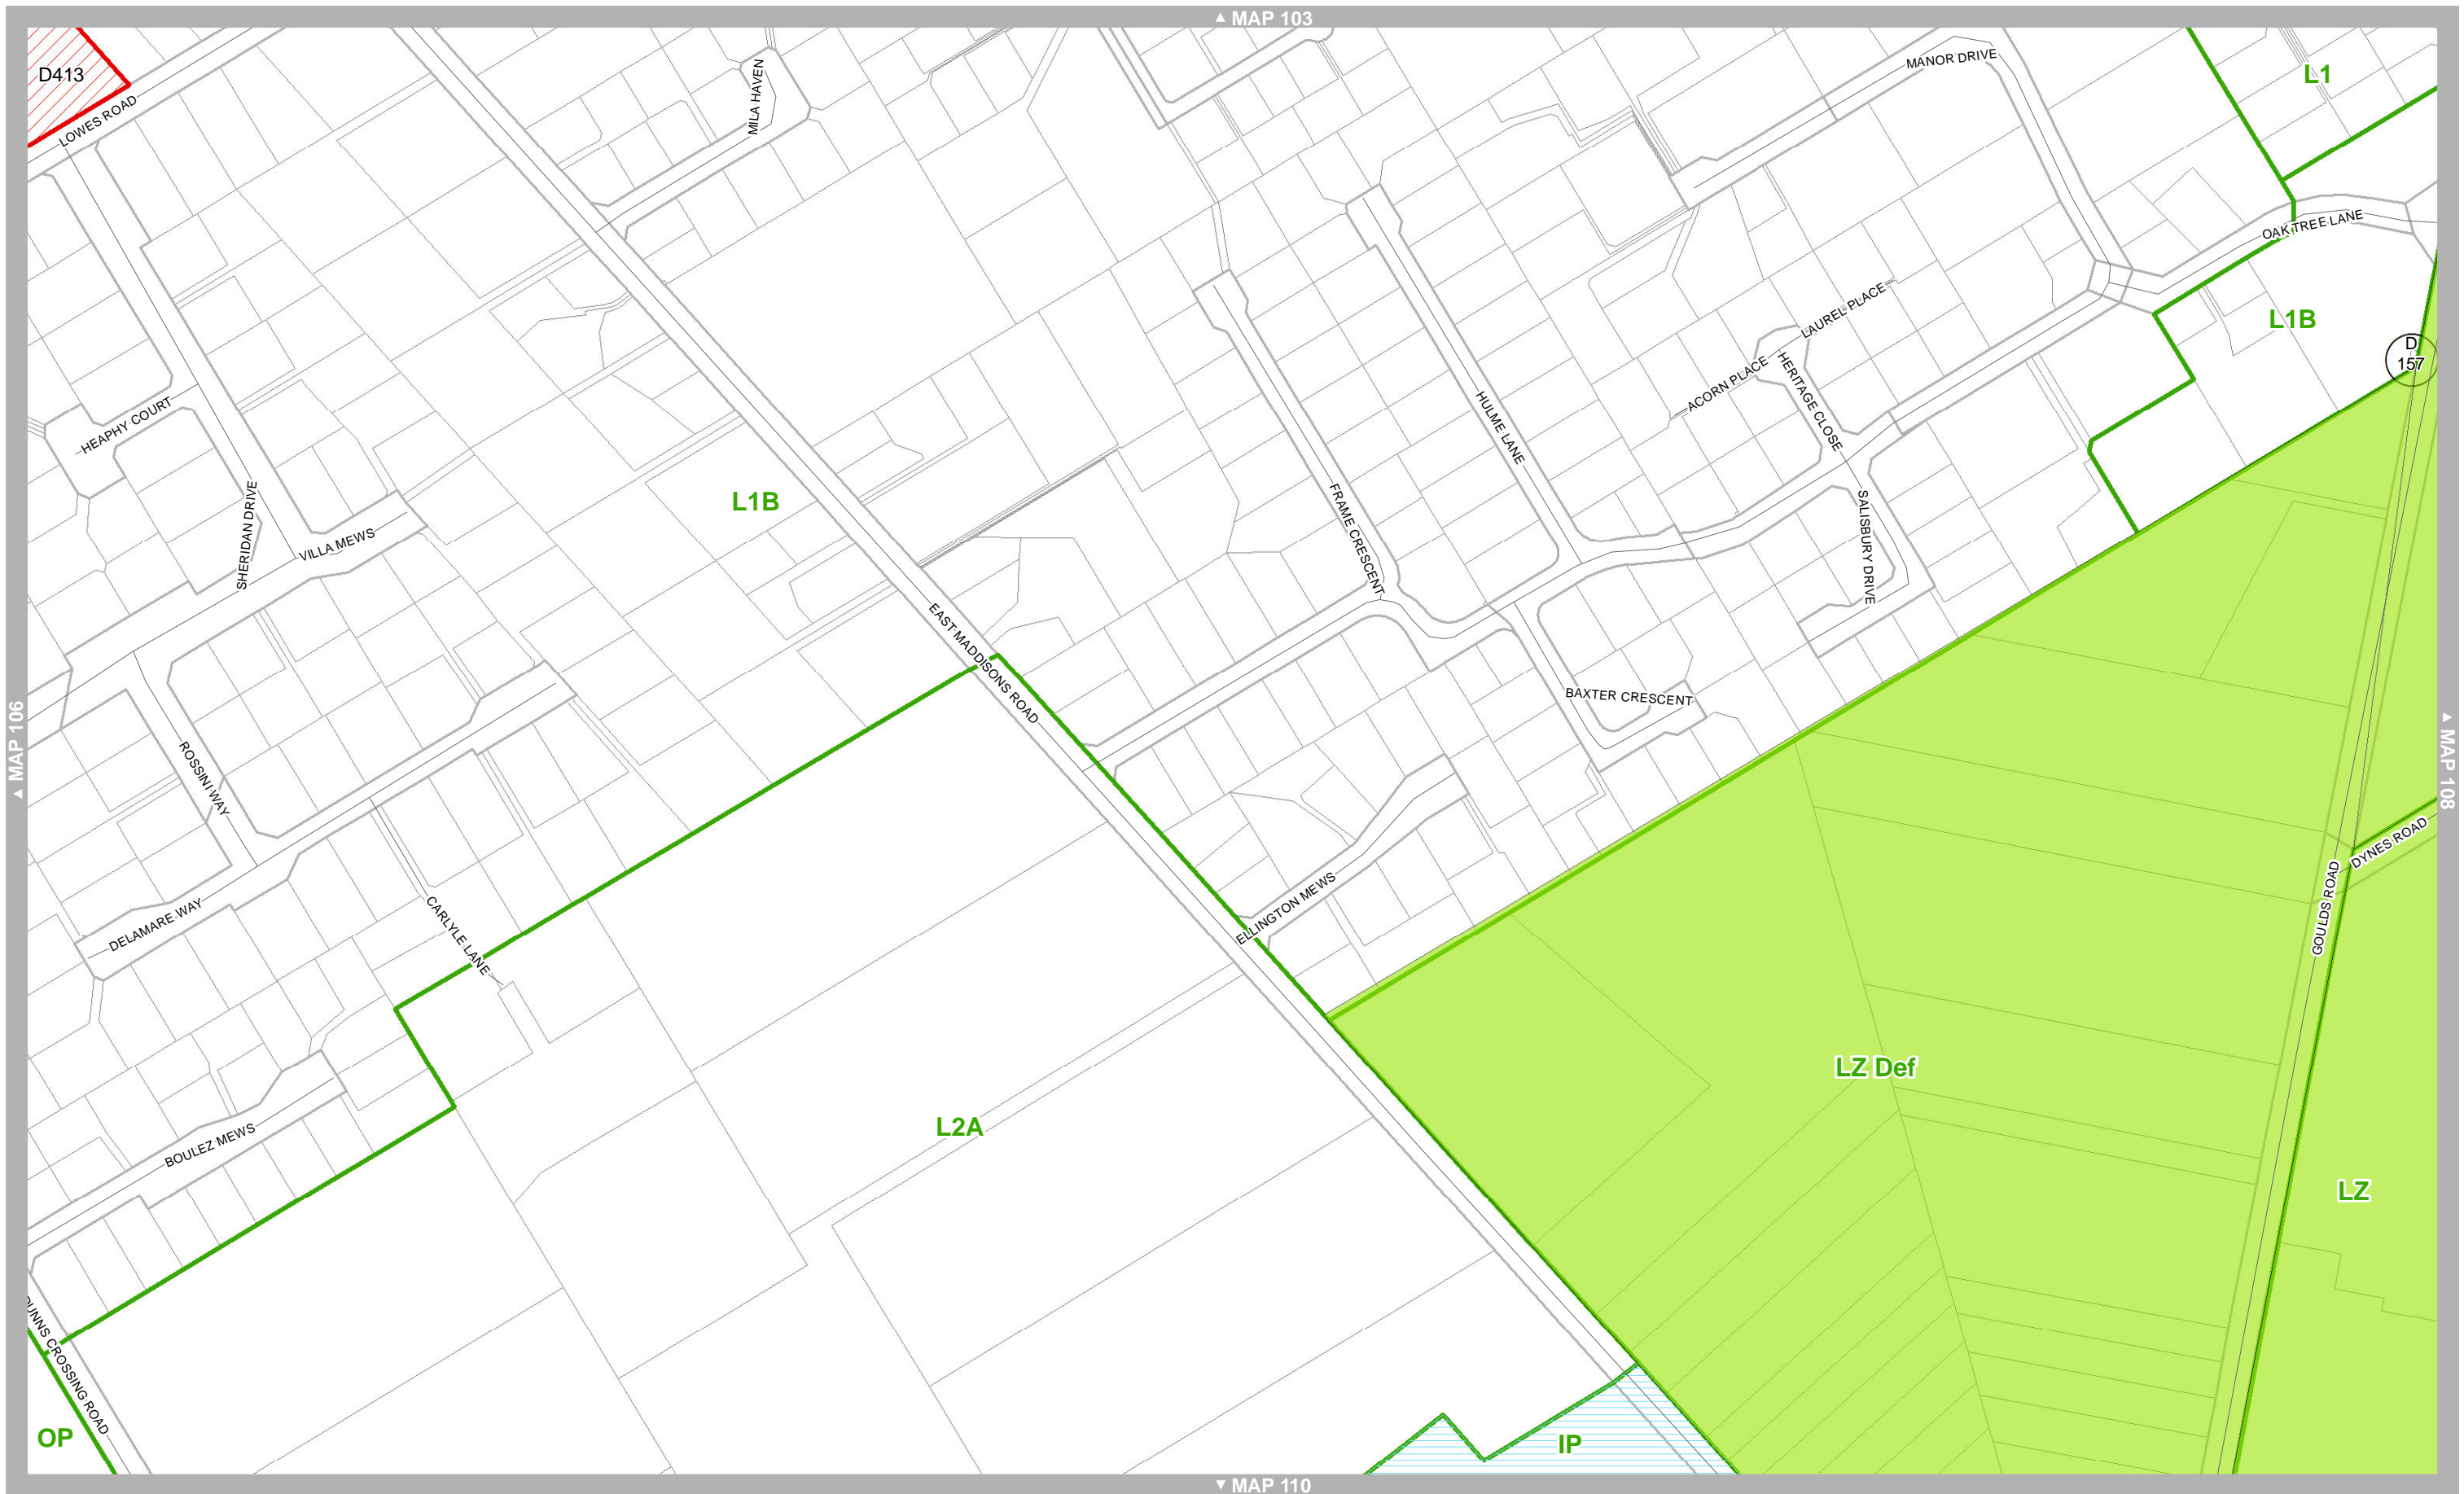 ▲ MAP 103
D413
LOWES ROAD
MILA HAVEN
MANOR DRIVE
L1
OAK TREE LANE
L1B
D
157
LAUREL PLACE
ACORN PLACE
HERITAGE CLOSE
HEAPHY COURT
HULME LANE
SHERIDAN DRIVE
VILLA MEWS
L1B
FRAME CRESCENT
SALISBURY DRIVE
EAST MADDISONS ROAD
BAXTER CRESCENT
▲ MAP 106
▲ MAP 108
ROSSINI WAY
DYNES ROAD
GOULDS ROAD
ELLINGTON MEWS
DELAMARE WAY
CARLYLE LANE
LZ Def
L2A
BOULEZ MEWS
LZ
DUNNS CROSSING ROAD
OP
IP
▼ MAP 110